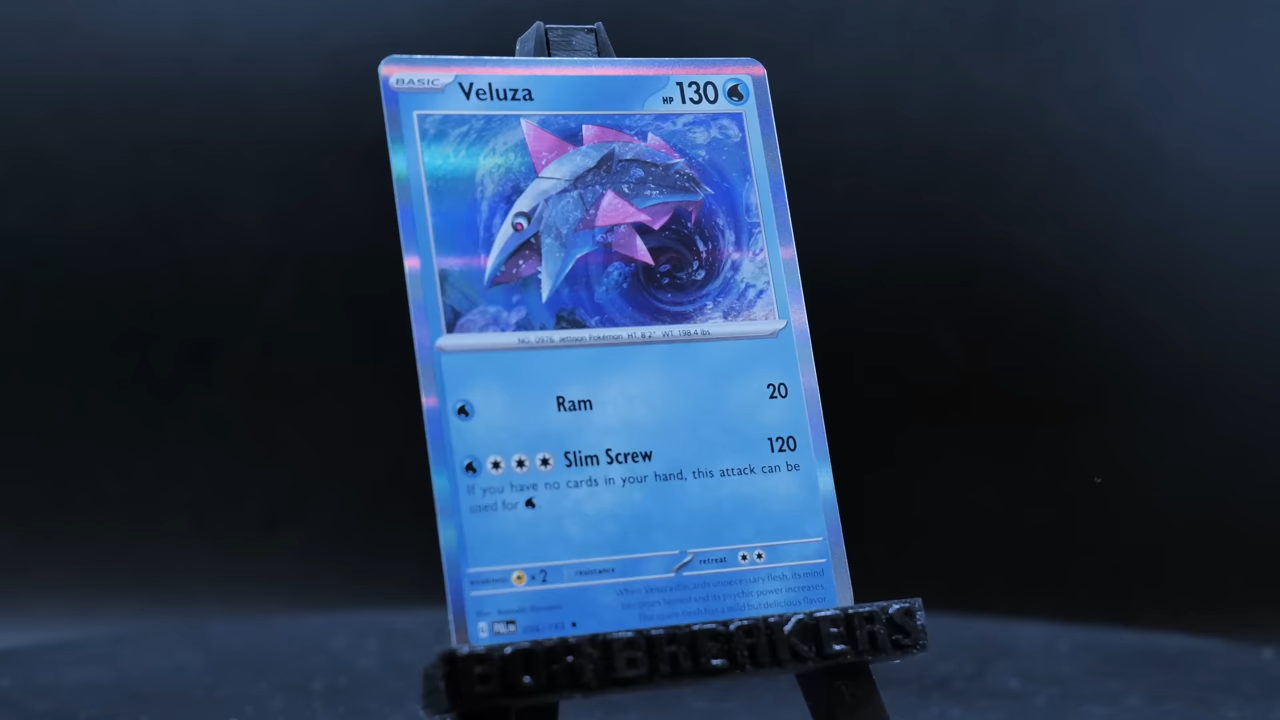 BASIC Veluza HP 130
NO. 0976 Jettison Pokémon HT. 8'2" WT. 198.4 lbs.
Ram 20
Slim Screw 120
If you have no cards in your hand, this attack can be
used for
weakness ×2 resistance retreat
When Veluza discards unnecessary flesh, its mind
becomes honed and its psychic power increases.
The spare flesh has a mild but delicious flavor.
BREAKERS